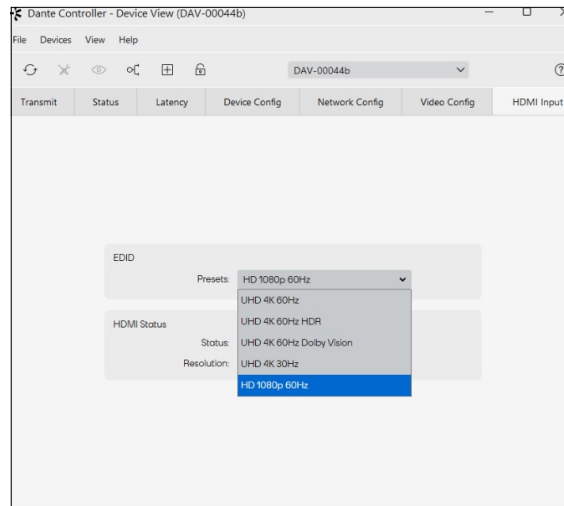 Dante Controller - Device View (DAV-00044b)
File Devices View Help
DAV-00044b
Transmit Status Latency Device Config Network Config Video Config HDMI Input
EDID
Presets: HD 1080p 60Hz
UHD 4K 60Hz
UHD 4K 60Hz HDR
HDMI Status
Status: UHD 4K 60Hz Dolby Vision
Resolution: UHD 4K 30Hz
HD 1080p 60Hz